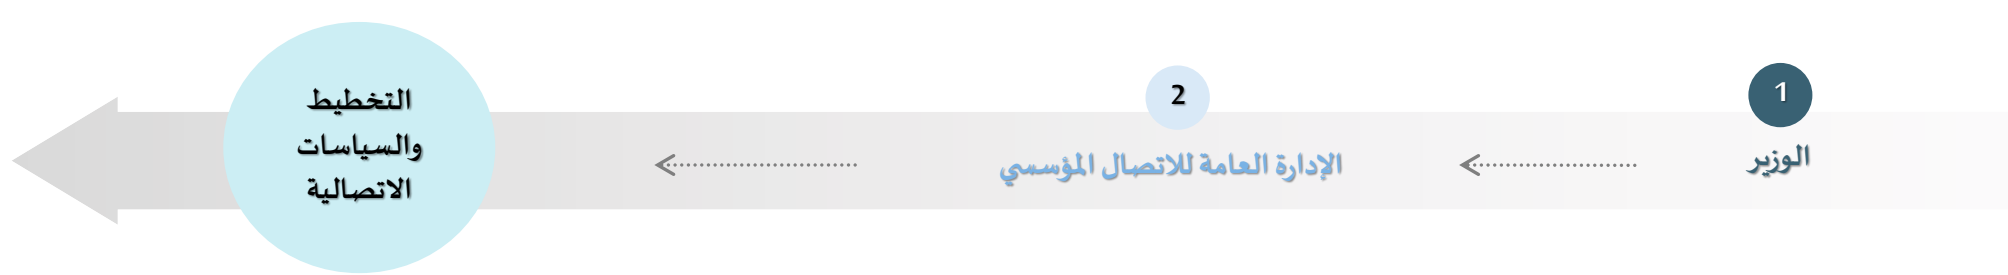 1
الوزير
2
الإدارة العامة للاتصال المؤسسي
التخطيط
والسياسات
الاتصالية